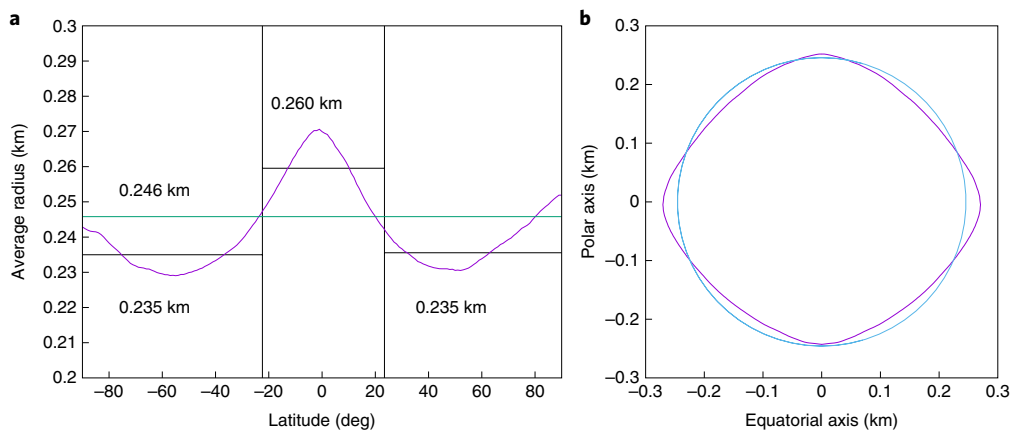 a
0.3
0.29
0.28
0.27
0.26
0.25
0.24
0.23
0.22
0.21
0.2
Average radius (km)
0.260 km
0.246 km
0.235 km
0.235 km
−80 −60 −40 −20 0 20 40 60 80
Latitude (deg)
b
0.3
0.2
0.1
0
−0.1
−0.2
−0.3
Polar axis (km)
−0.3 −0.2 −0.1 0 0.1 0.2 0.3
Equatorial axis (km)